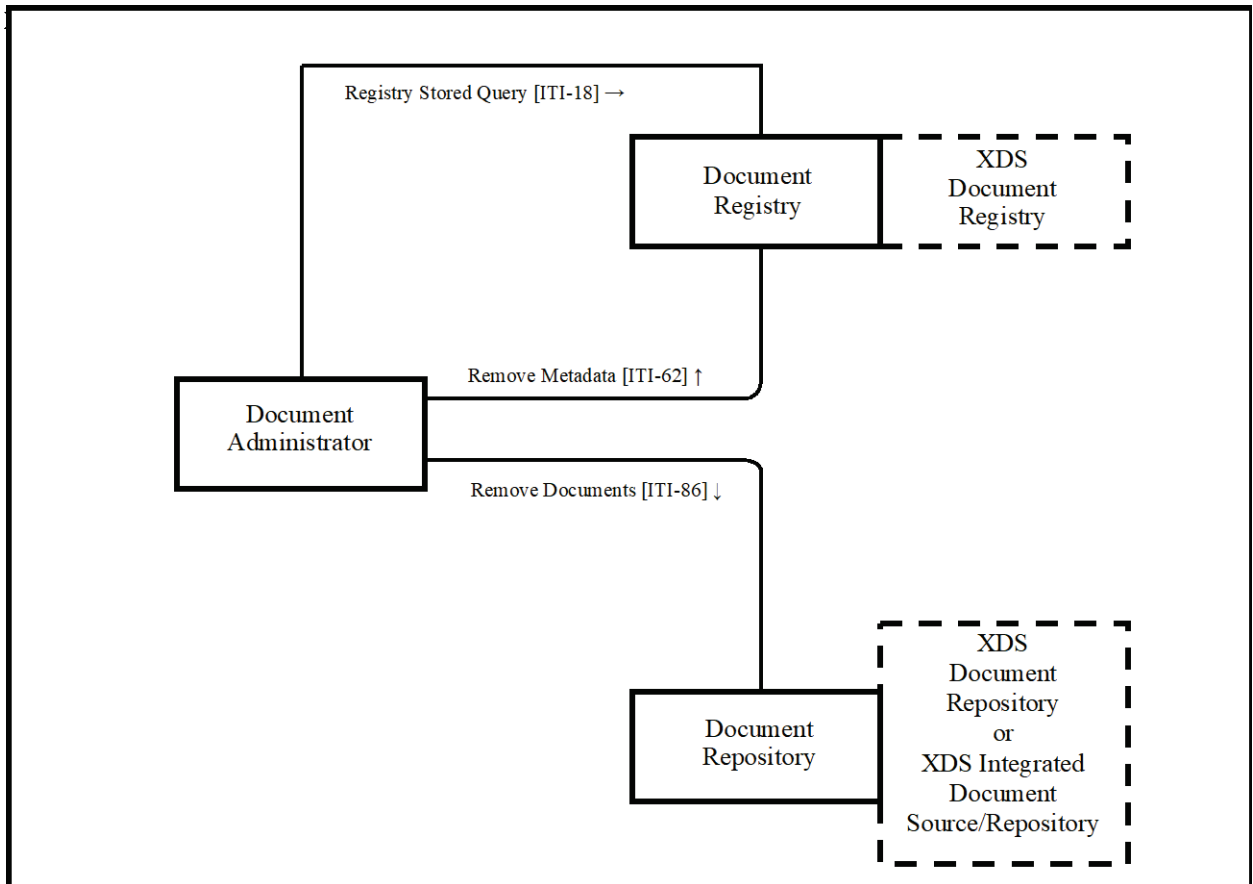 Registry Stored Query [ITI-18] →
Document
Registry
XDS
Document
Registry
Remove Metadata [ITI-62] ↑
Document
Administrator
Remove Documents [ITI-86] ↓
Document
Repository
XDS
Document
Repository
or
XDS Integrated
Document
Source/Repository